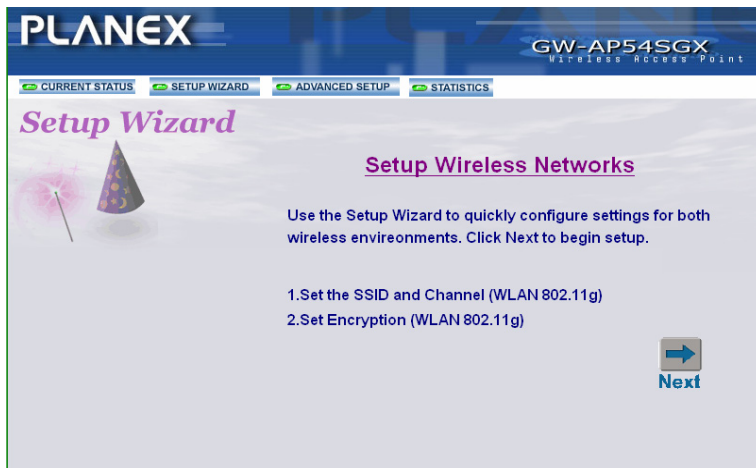 PLANEX
GW-AP54SGX
Wireless Access Point
CURRENT STATUS SETUP WIZARD ADVANCED SETUP STATISTICS
Setup Wizard
Setup Wireless Networks
Use the Setup Wizard to quickly configure settings for both
wireless envireonments. Click Next to begin setup.
1.Set the SSID and Channel (WLAN 802.11g)
2.Set Encryption (WLAN 802.11g)
Next